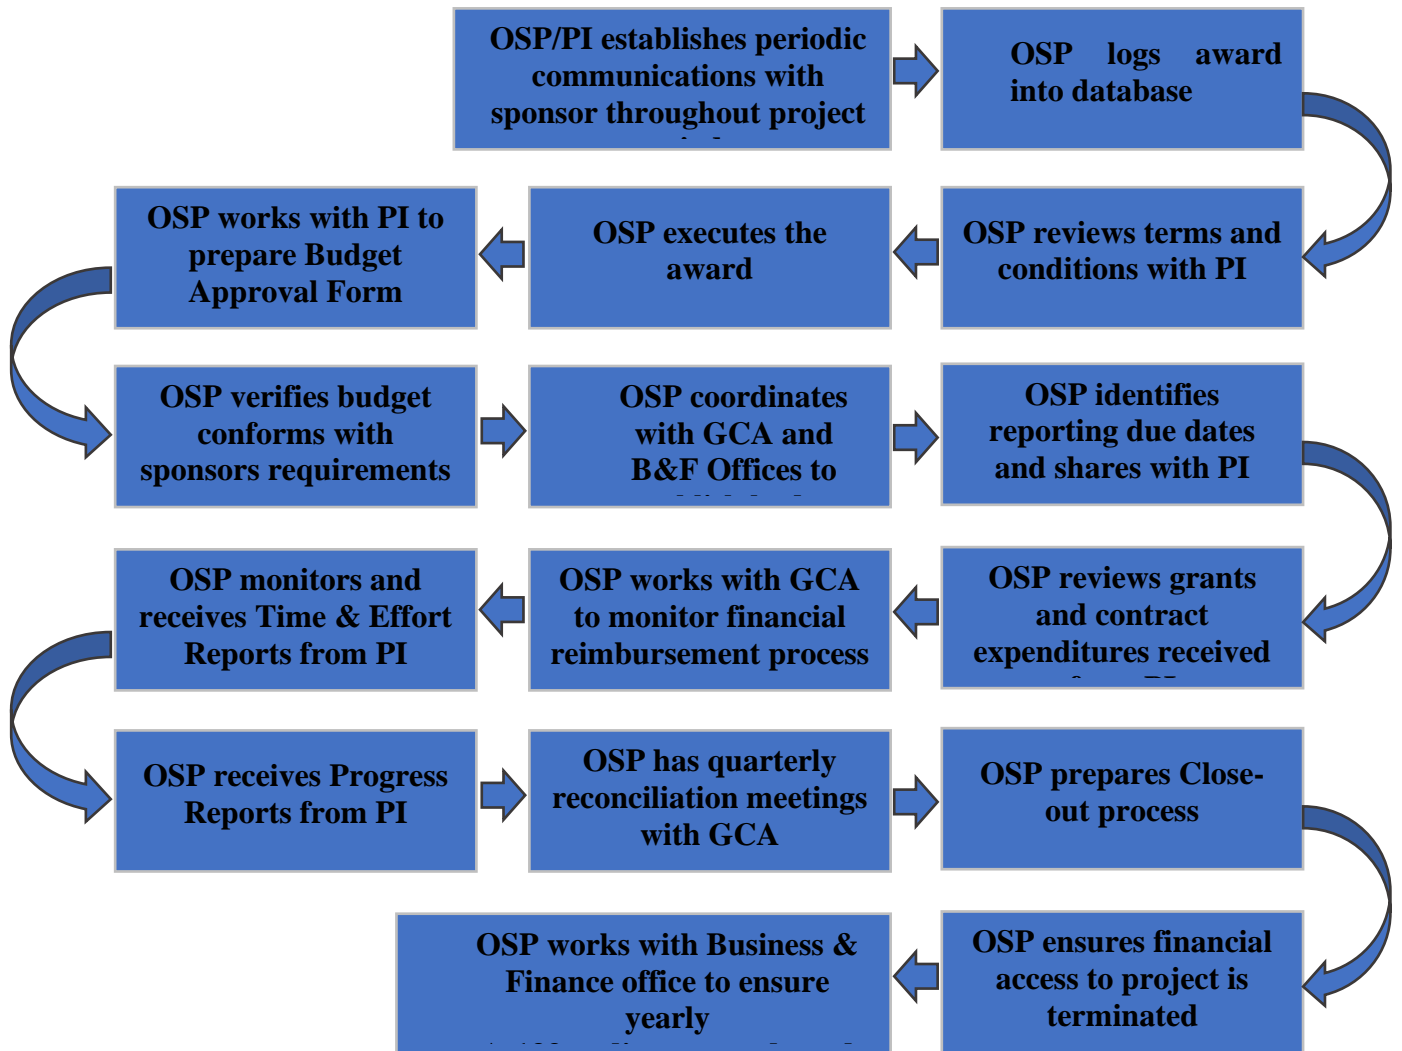 OSP/PI establishes periodic
communications with
sponsor throughout project
OSP logs award
into database
OSP reviews terms and
conditions with PI
OSP executes the
award
OSP works with PI to
prepare Budget
Approval Form
OSP verifies budget
conforms with
sponsors requirements
OSP coordinates
with GCA and
B&F Offices to
OSP identifies
reporting due dates
and shares with PI
OSP reviews grants
and contract
expenditures received
OSP works with GCA
to monitor financial
reimbursement process
OSP monitors and
receives Time & Effort
Reports from PI
OSP receives Progress
Reports from PI
OSP has quarterly
reconciliation meetings
with GCA
OSP prepares Close-
out process
OSP ensures financial
access to project is
terminated
OSP works with Business &
Finance office to ensure
yearly